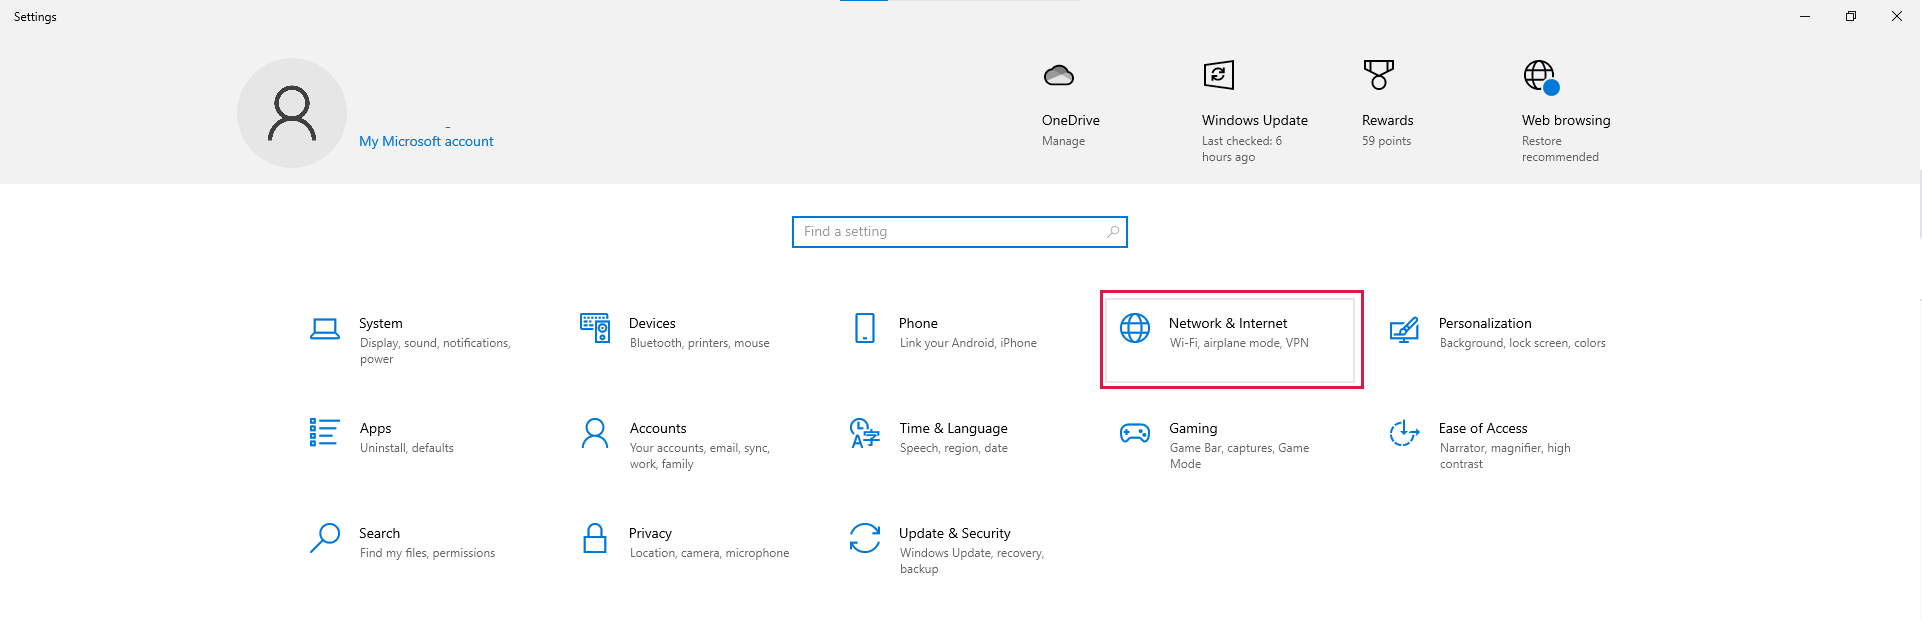 Settings
My Microsoft account
OneDrive
Manage
Windows Update
Last checked: 6
hours ago
Rewards
59 points
Web browsing
Restore
recommended
Find a setting
System
Display, sound, notifications,
power
Devices
Bluetooth, printers, mouse
Phone
Link your Android, iPhone
Network & Internet
Wi-Fi, airplane mode, VPN
Personalization
Background, lock screen, colors
Apps
Uninstall, defaults
Accounts
Your accounts, email, sync,
work, family
Time & Language
Speech, region, date
Gaming
Game Bar, captures, Game
Mode
Ease of Access
Narrator, magnifier, high
contrast
Search
Find my files, permissions
Privacy
Location, camera, microphone
Update & Security
Windows Update, recovery,
backup